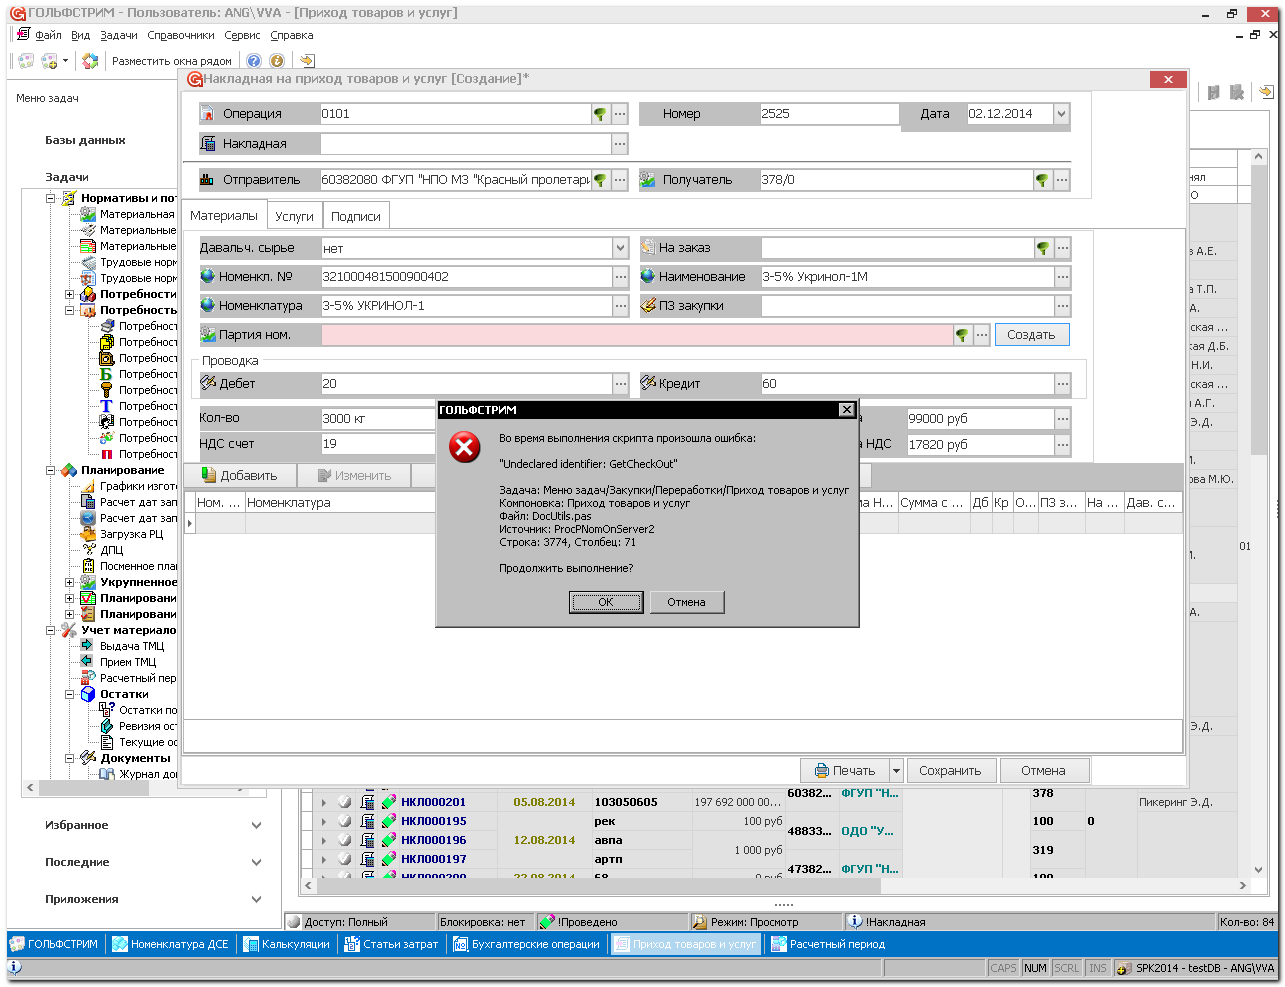 ГОЛЬФСТРИМ - Пользователь: ANG\VVA - [Приход товаров и услуг]
Файл Вид Задачи Справочники Сервис Справка
Разместить окна рядом
Накладная на приход товаров и услуг [Создание]*
Меню задач
Базы данных
Задачи
Нормативы и пот
Материальная
Материальные
Материальные
Трудовые норм
Трудовые норм
Потребности
Потребность
Потребност
Потребност
Потребност
Потребност
Потребност
Потребност
Потребност
Потребност
Потребност
Планирование
Графики изгото
Расчет дат зап
Расчет дат зап
Загрузка РЦ
ДПЦ
Посменное пла
Укрупненное
Планировани
Планировани
Учет материало
Выдача ТМЦ
Прием ТМЦ
Расчетный пер
Остатки
Остатки по
Ревизия ост
Текущие ос
Документы
Журнал до
Избранное
Последние
Приложения
Операция 0101 Номер 2525 Дата 02.12.2014
Накладная
Отправитель 60382080 ФГУП "НПО МЗ "Красный пролетари Получатель 378/0
Материалы Услуги Подписи
Давальч. сырье нет На заказ
Номенкл. № 321000481500900402 Наименование 3-5% Укринол-1М
Номенклатура 3-5% УКРИНОЛ-1 ПЗ закупки
Партия ном. Создать
Проводка
Дебет 20 Кредит 60
Кол-во 3000 кг 99000 руб
НДС счет 19 НДС 17820 руб
Добавить Изменить
Ном. ... Номенклатура а Н... Сумма с ... Дб Кр О... ПЗ з... На ... Дав. с...
ГОЛЬФСТРИМ
Во время выполнения скрипта произошла ошибка:
"Undeclared identifier: GetCheckOut"
Задача: Меню задач/Закупки/Переработки/Приход товаров и услуг
Компоновка: Приход товаров и услуг
Файл: DocUtils.pas
Источник: ProcPNomOnServer2
Строка: 3774, Столбец: 71
Продолжить выполнение?
OK Отмена
Печать Сохранить Отмена
нял
О
в А.Е.
а Т.П.
А.
ская ...
кая Д.Б.
Н.И.
ская ...
А.Г.
Э.Д.
ова М.Ю.
01
А.
Э.Д.
60382... ФГУП "Н... 378
НКЛ000201 05.08.2014 103050605 197 692 000 00... Пикеринг Э.Д.
НКЛ000195 рек 100 руб 100 0
48833... ОДО "У...
НКЛ000196 12.08.2014 авпа
1 000 руб 319
НКЛ000197 артп
47382... ФГУП "Н...
НКЛ000200 22.08.2014 68 0 руб 100
Доступ: Полный Блокировка: нет !Проведено Режим: Просмотр !Накладная Кол-во: 84
ГОЛЬФСТРИМ Номенклатура ДСЕ Калькуляции Статьи затрат Бухгалтерские операции Приход товаров и услуг Расчетный период
CAPS NUM SCRL INS SPK2014 - testDB - ANG\VVA